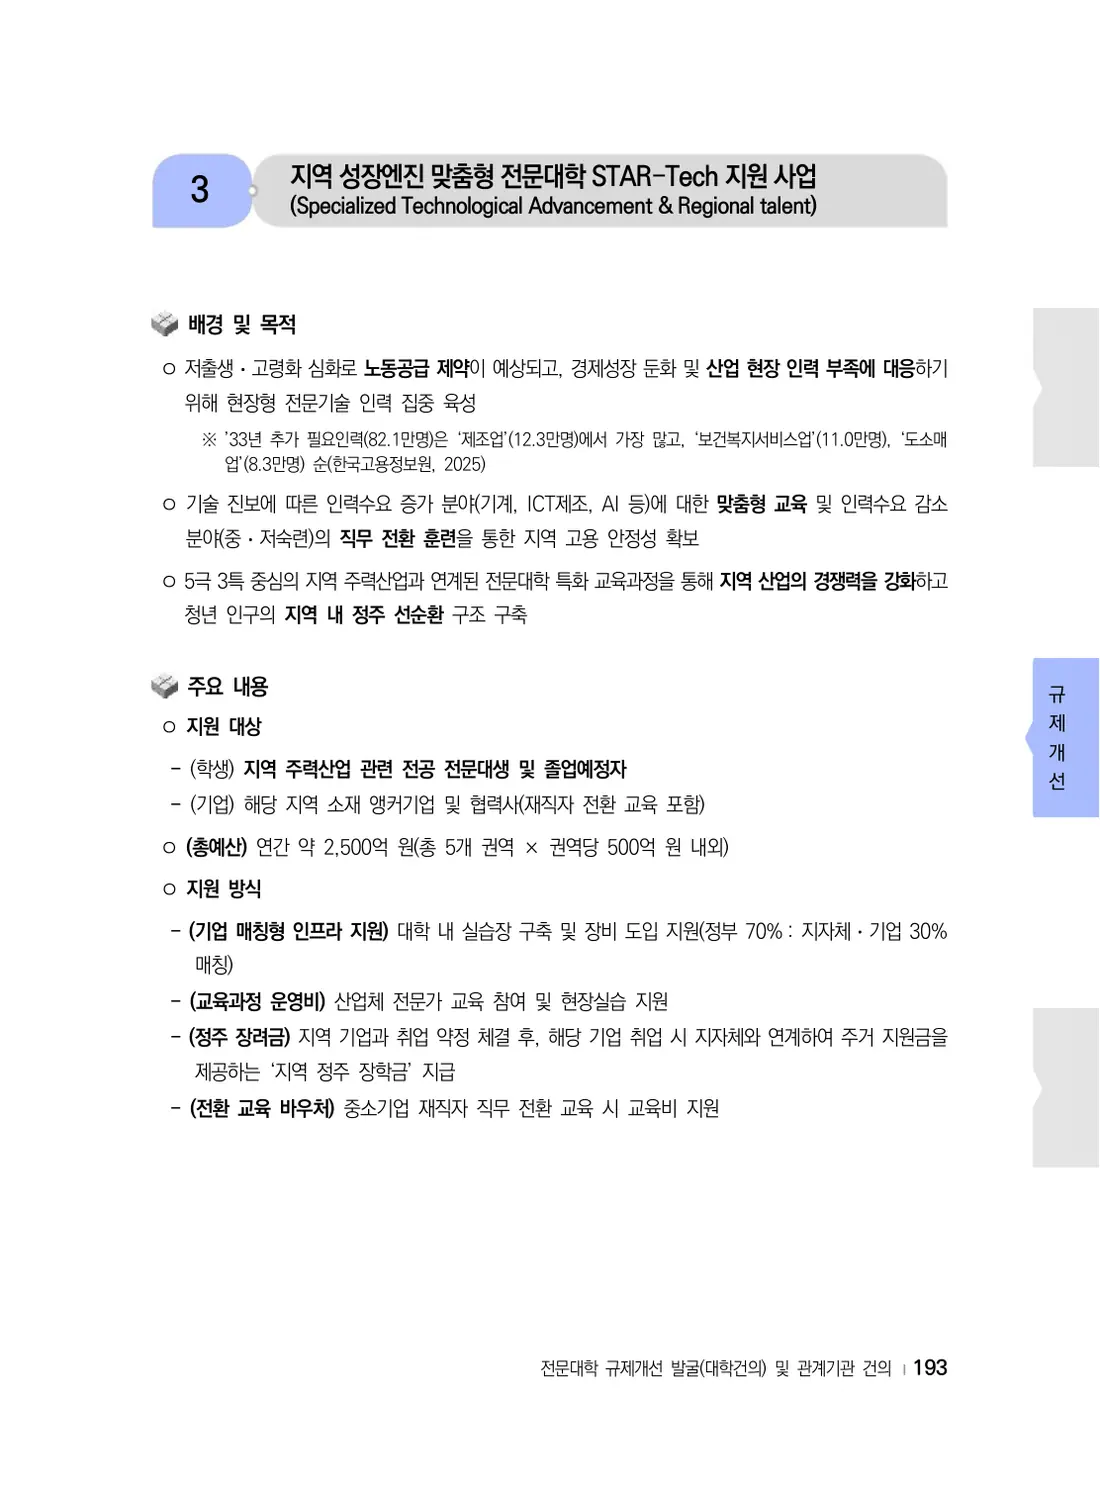 3
지역 성장엔진 맞춤형 전문대학 STAR-Tech 지원 사업
(Specialized Technological Advancement & Regional talent)
배경 및 목적
○ 저출생・고령화 심화로 노동공급 제약이 예상되고, 경제성장 둔화 및 산업 현장 인력 부족에 대응하기
위해 현장형 전문기술 인력 집중 육성
※ ’33년 추가 필요인력(82.1만명)은 ‘제조업’(12.3만명)에서 가장 많고, ‘보건복지서비스업’(11.0만명), ‘도소매
업’(8.3만명) 순(한국고용정보원, 2025)
○ 기술 진보에 따른 인력수요 증가 분야(기계, ICT제조, AI 등)에 대한 맞춤형 교육 및 인력수요 감소
분야(중・저숙련)의 직무 전환 훈련을 통한 지역 고용 안정성 확보
○ 5극 3특 중심의 지역 주력산업과 연계된 전문대학 특화 교육과정을 통해 지역 산업의 경쟁력을 강화하고
청년 인구의 지역 내 정주 선순환 구조 구축
주요 내용
○ 지원 대상
- (학생) 지역 주력산업 관련 전공 전문대생 및 졸업예정자
- (기업) 해당 지역 소재 앵커기업 및 협력사(재직자 전환 교육 포함)
○ (총예산) 연간 약 2,500억 원(총 5개 권역 × 권역당 500억 원 내외)
○ 지원 방식
- (기업 매칭형 인프라 지원) 대학 내 실습장 구축 및 장비 도입 지원(정부 70% : 지자체・기업 30%
매칭)
- (교육과정 운영비) 산업체 전문가 교육 참여 및 현장실습 지원
- (정주 장려금) 지역 기업과 취업 약정 체결 후, 해당 기업 취업 시 지자체와 연계하여 주거 지원금을
제공하는 ‘지역 정주 장학금’ 지급
- (전환 교육 바우처) 중소기업 재직자 직무 전환 교육 시 교육비 지원
규
제
개
선
전문대학 규제개선 발굴(대학건의) 및 관계기관 건의 | 193